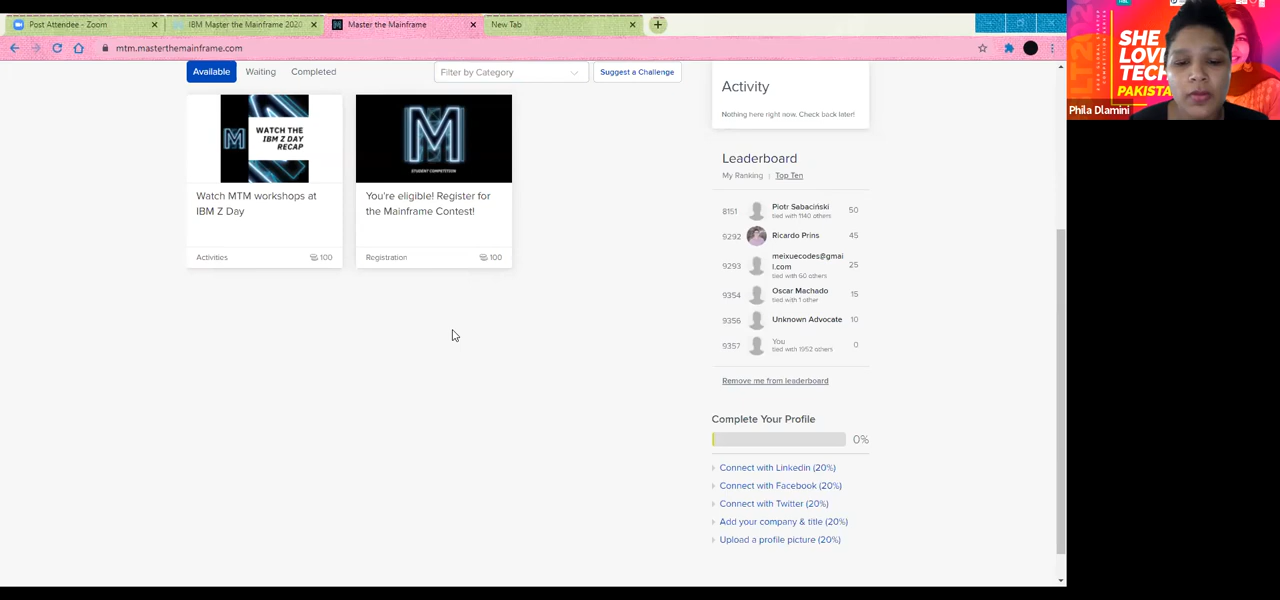 Post Attendee - Zoom
IBM Master the Mainframe 2020
Master the Mainframe
New Tab
mtm.masterthemainframe.com
Available
Waiting
Completed
Filter by Category
Suggest a Challenge
WATCH THE
IBM Z DAY
RECAP
M
STUDENT COMPETITION
Watch MTM workshops at
IBM Z Day
Activities
100
You're eligible! Register for
the Mainframe Contest!
Registration
100
Activity
Nothing here right now. Check back later!
Leaderboard
My Ranking | Top Ten
8151 Piotr Sabaciński 50
tied with 1140 others
9292 Ricardo Prins 45
9293 meixuecodes@gmai
l.com 25
tied with 60 others
9354 Oscar Machado 15
tied with 1 other
9356 Unknown Advocate 10
9357 You 0
tied with 1952 others
Remove me from leaderboard
Complete Your Profile
0%
Connect with Linkedin (20%)
Connect with Facebook (20%)
Connect with Twitter (20%)
Add your company & title (20%)
Upload a profile picture (20%)
SHE
LOV
TECH
PAKISTA
Phila Dlamini